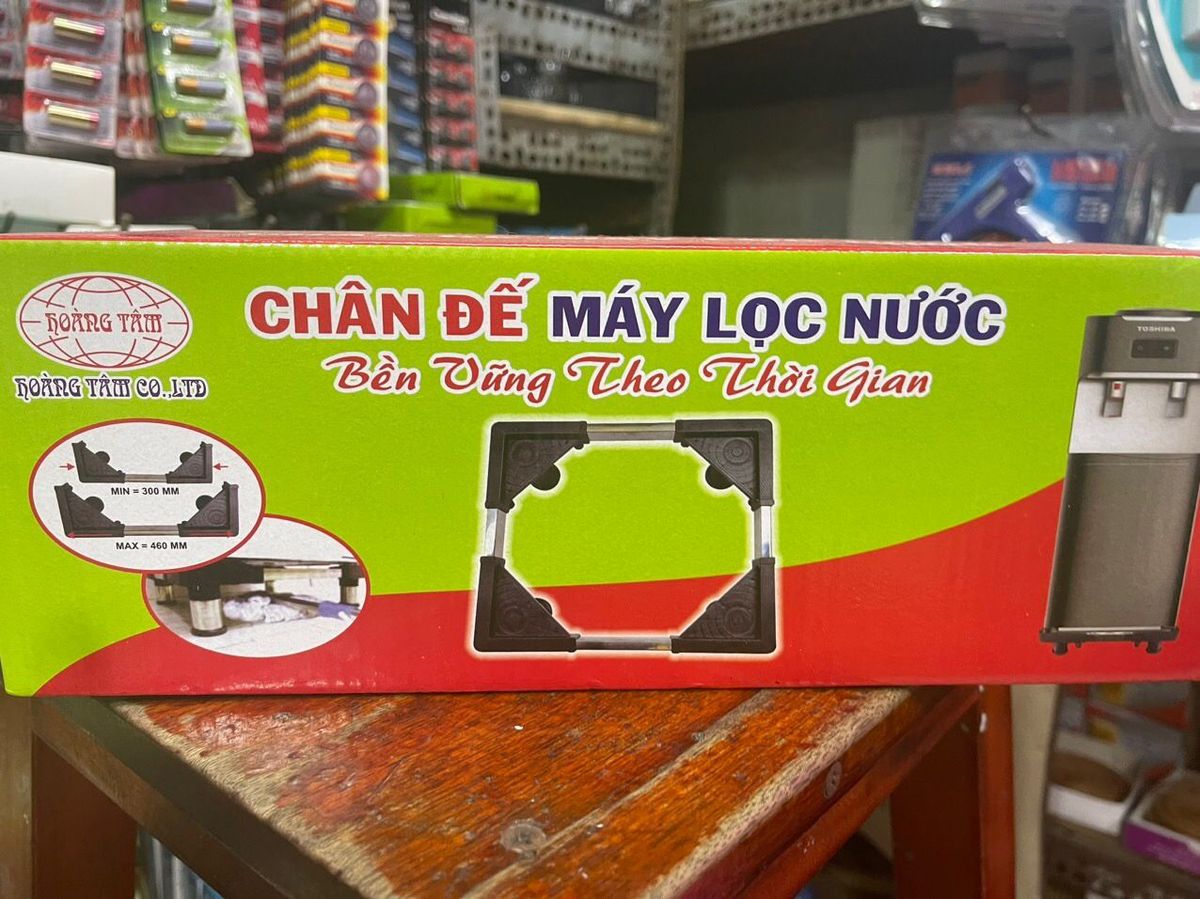 HOÀNG TÂM
HOÀNG TÂM CO.,LTD
CHÂN ĐẾ MÁY LỌC NƯỚC
Bền Vững Theo Thời Gian
MIN = 300 MM
MAX = 460 MM
TOSHIBA